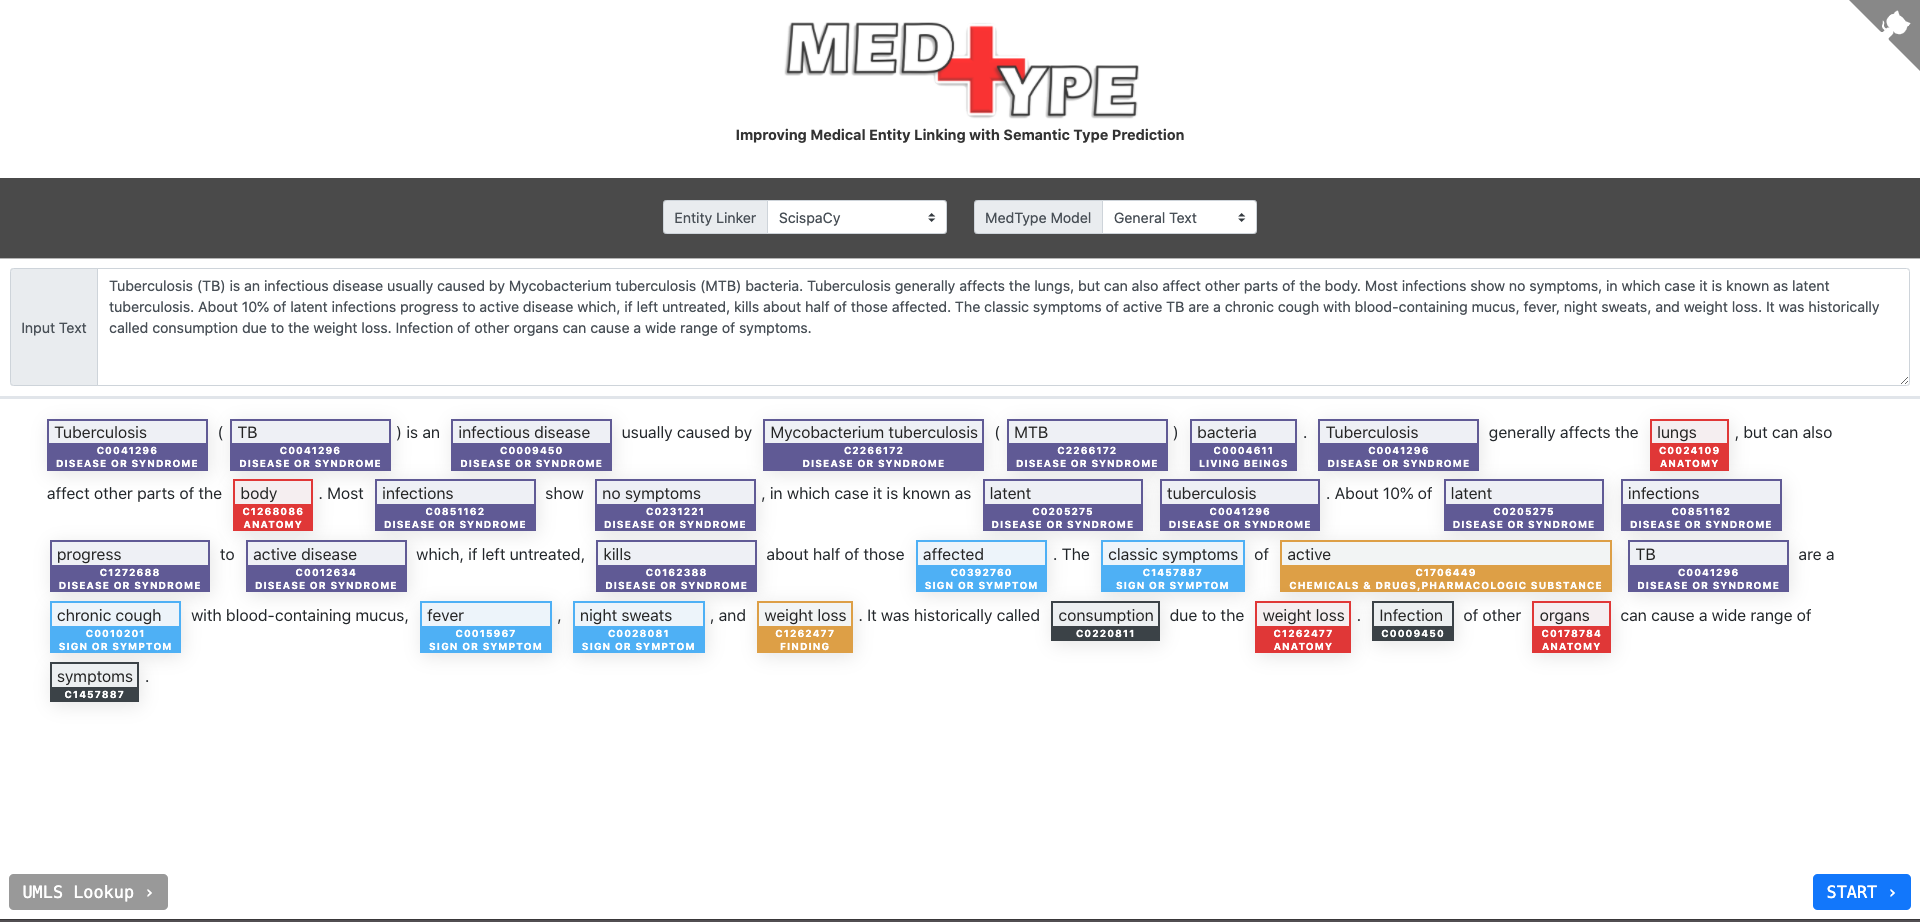 MED+YPE
Improving Medical Entity Linking with Semantic Type Prediction
Entity Linker ScispaCy MedType Model General Text
Input Text
Tuberculosis (TB) is an infectious disease usually caused by Mycobacterium tuberculosis (MTB) bacteria. Tuberculosis generally affects the lungs, but can also affect other parts of the body. Most infections show no symptoms, in which case it is known as latent
tuberculosis. About 10% of latent infections progress to active disease which, if left untreated, kills about half of those affected. The classic symptoms of active TB are a chronic cough with blood-containing mucus, fever, night sweats, and weight loss. It was historically
called consumption due to the weight loss. Infection of other organs can cause a wide range of symptoms.
Tuberculosis ( TB ) is an infectious disease usually caused by Mycobacterium tuberculosis ( MTB ) bacteria . Tuberculosis generally affects the lungs , but can also
C0041296 C0041296 C0009450 C2266172 C2266172 C0004611 C0041296 C0024109
DISEASE OR SYNDROME DISEASE OR SYNDROME DISEASE OR SYNDROME DISEASE OR SYNDROME DISEASE OR SYNDROME LIVING BEINGS DISEASE OR SYNDROME ANATOMY
affect other parts of the body . Most infections show no symptoms , in which case it is known as latent tuberculosis . About 10% of latent infections
C1268086 C0851162 C0231221 C0205275 C0041296 C0205275 C0851162
ANATOMY DISEASE OR SYNDROME DISEASE OR SYNDROME DISEASE OR SYNDROME DISEASE OR SYNDROME DISEASE OR SYNDROME DISEASE OR SYNDROME
progress to active disease which, if left untreated, kills about half of those affected . The classic symptoms of active TB are a
C1272688 C0012634 C0162388 C0392760 C1457887 C1706449 C0041296
DISEASE OR SYNDROME DISEASE OR SYNDROME DISEASE OR SYNDROME SIGN OR SYMPTOM SIGN OR SYMPTOM CHEMICALS & DRUGS,PHARMACOLOGIC SUBSTANCE DISEASE OR SYNDROME
chronic cough with blood-containing mucus, fever , night sweats , and weight loss . It was historically called consumption due to the weight loss . Infection of other organs can cause a wide range of
C0010201 C0015967 C0028081 C1262477 C0220811 C1262477 C0009450 C0178784
SIGN OR SYMPTOM SIGN OR SYMPTOM SIGN OR SYMPTOM FINDING ANATOMY ANATOMY
symptoms .
C1457887
UMLS Lookup ›
START ›